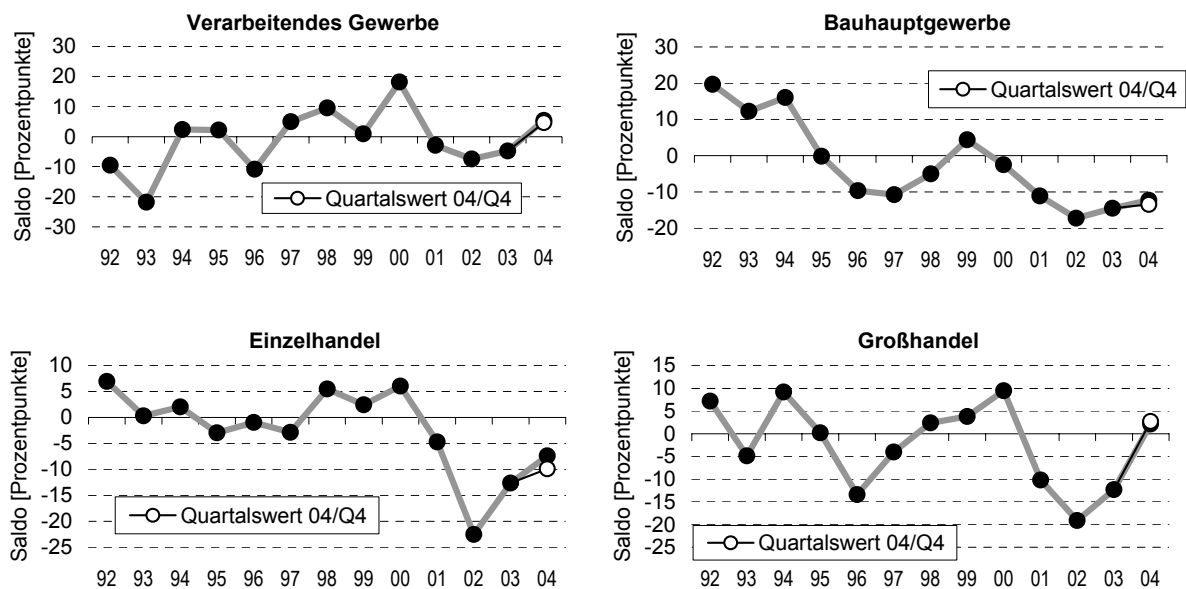 Verarbeitendes Gewerbe
Saldo [Prozentpunkte]
30
20
10
0
-10
-20
-30
Quartalswert 04/Q4
92 93 94 95 96 97 98 99 00 01 02 03 04
Bauhauptgewerbe
Saldo [Prozentpunkte]
30
20
10
0
-10
-20
Quartalswert 04/Q4
92 93 94 95 96 97 98 99 00 01 02 03 04
Einzelhandel
Saldo [Prozentpunkte]
10
5
0
-5
-10
-15
-20
-25
Quartalswert 04/Q4
92 93 94 95 96 97 98 99 00 01 02 03 04
Großhandel
Saldo [Prozentpunkte]
15
10
5
0
-5
-10
-15
-20
-25
Quartalswert 04/Q4
92 93 94 95 96 97 98 99 00 01 02 03 04